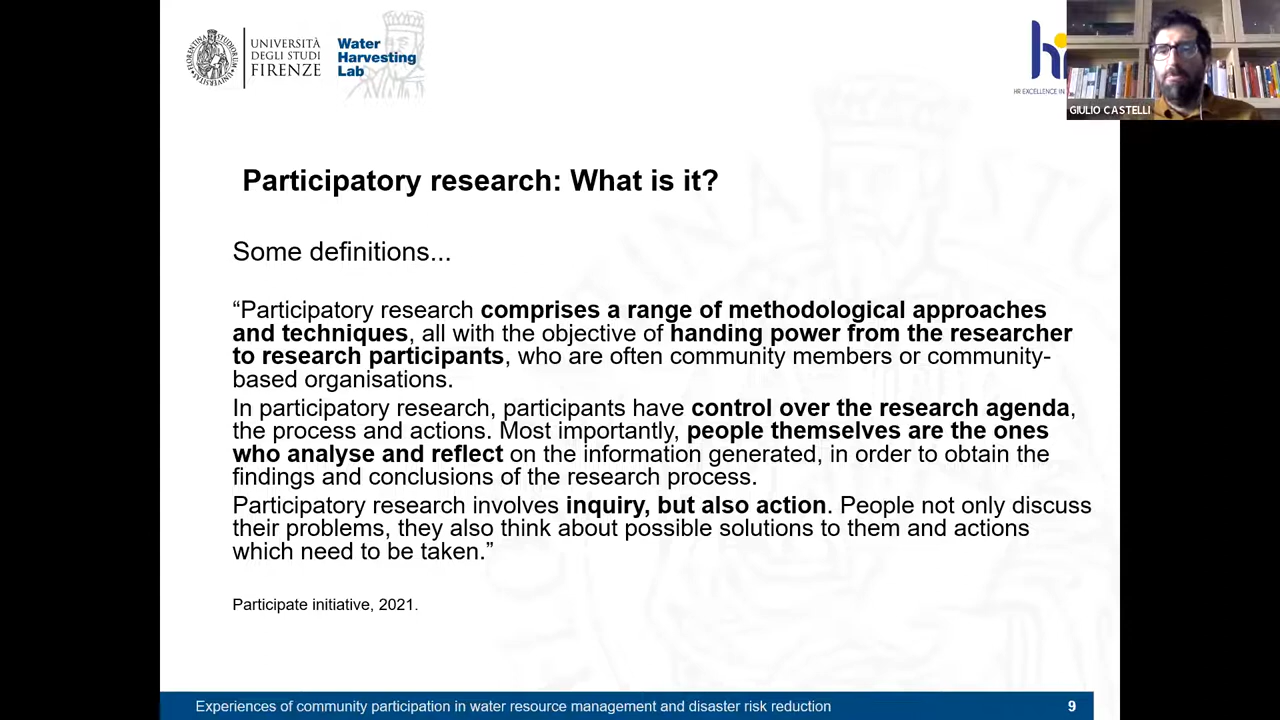 UNIVERSITÀ
DEGLI STUDI
FIRENZE
Water
Harvesting
Lab
HR EXCELLENCE IN
GIULIO CASTELLI
Participatory research: What is it?
Some definitions...
“Participatory research comprises a range of methodological approaches
and techniques, all with the objective of handing power from the researcher
to research participants, who are often community members or community-
based organisations.
In participatory research, participants have control over the research agenda,
the process and actions. Most importantly, people themselves are the ones
who analyse and reflect on the information generated, in order to obtain the
findings and conclusions of the research process.
Participatory research involves inquiry, but also action. People not only discuss
their problems, they also think about possible solutions to them and actions
which need to be taken.”
Participate initiative, 2021.
Experiences of community participation in water resource management and disaster risk reduction
9